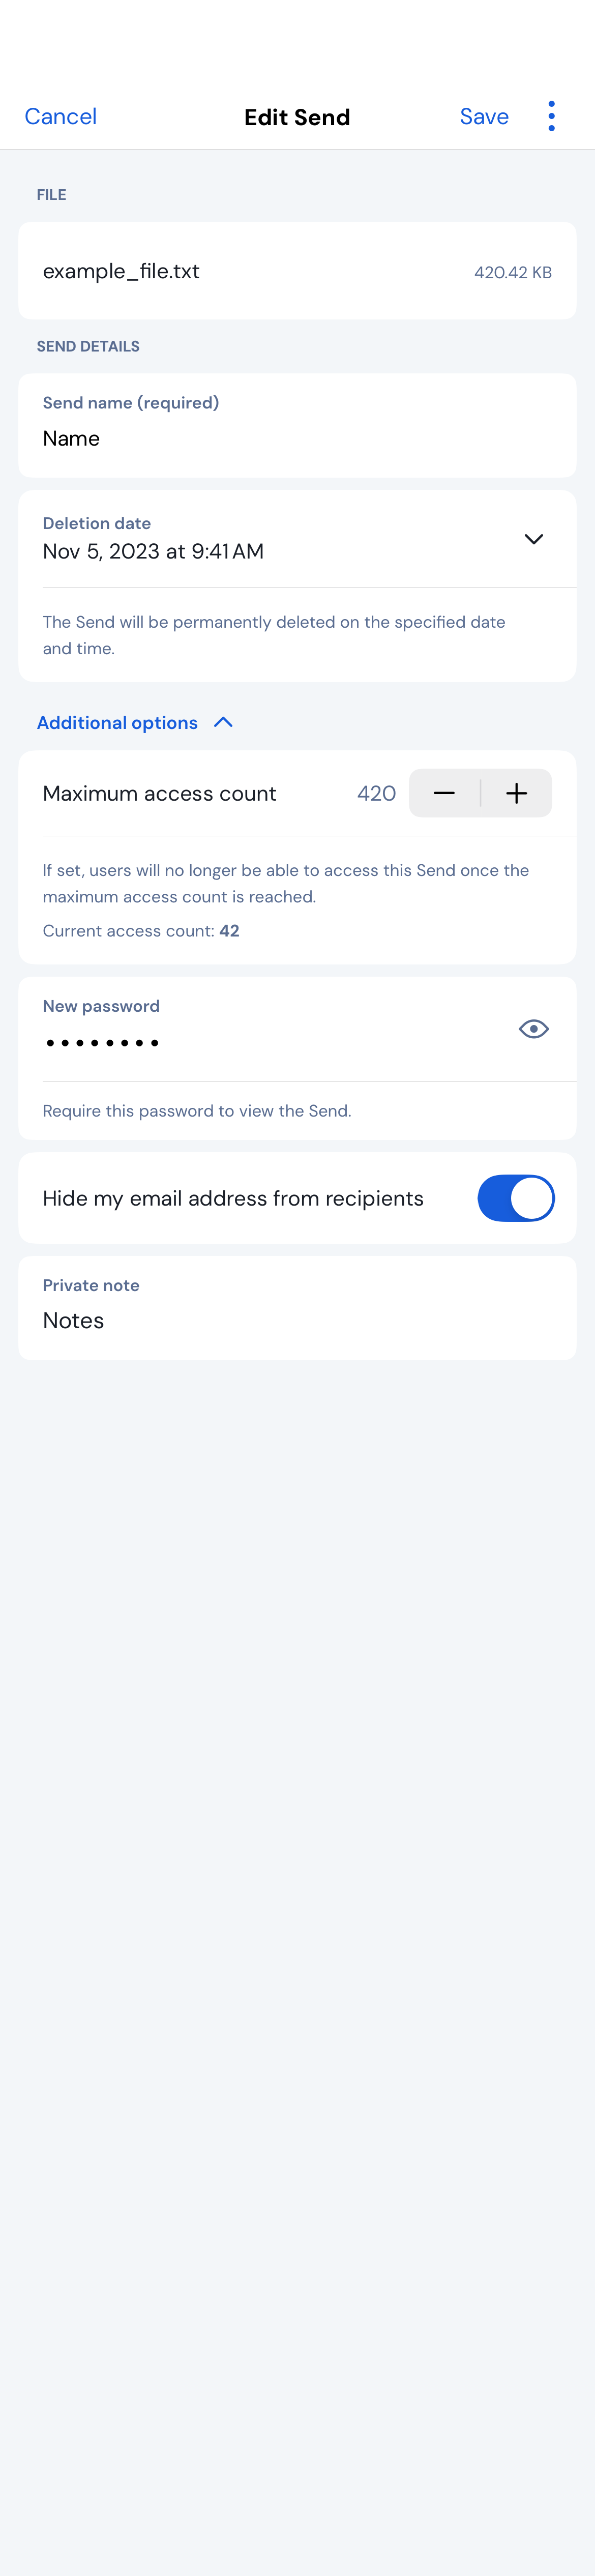 Cancel Edit Send Save
FILE
example_file.txt 420.42 KB
SEND DETAILS
Send name (required)
Name
Deletion date
Nov 5, 2023 at 9:41 AM
The Send will be permanently deleted on the specified date
and time.
Additional options
Maximum access count 420
If set, users will no longer be able to access this Send once the
maximum access count is reached.
Current access count: 42
New password
••••••••
Require this password to view the Send.
Hide my email address from recipients
Private note
Notes